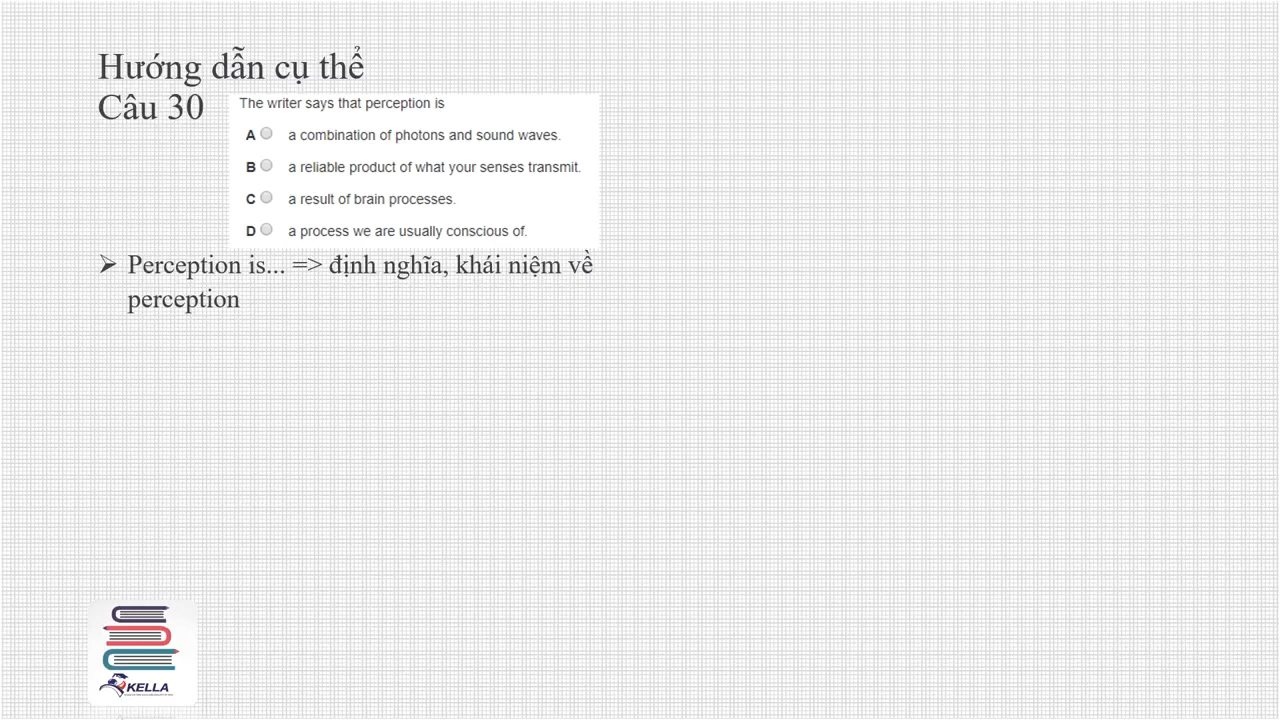 Hướng dẫn cụ thể
Câu 30
The writer says that perception is
A a combination of photons and sound waves.
B a reliable product of what your senses transmit.
C a result of brain processes.
D a process we are usually conscious of.
➢ Perception is... => định nghĩa, khái niệm về
perception
KELLA